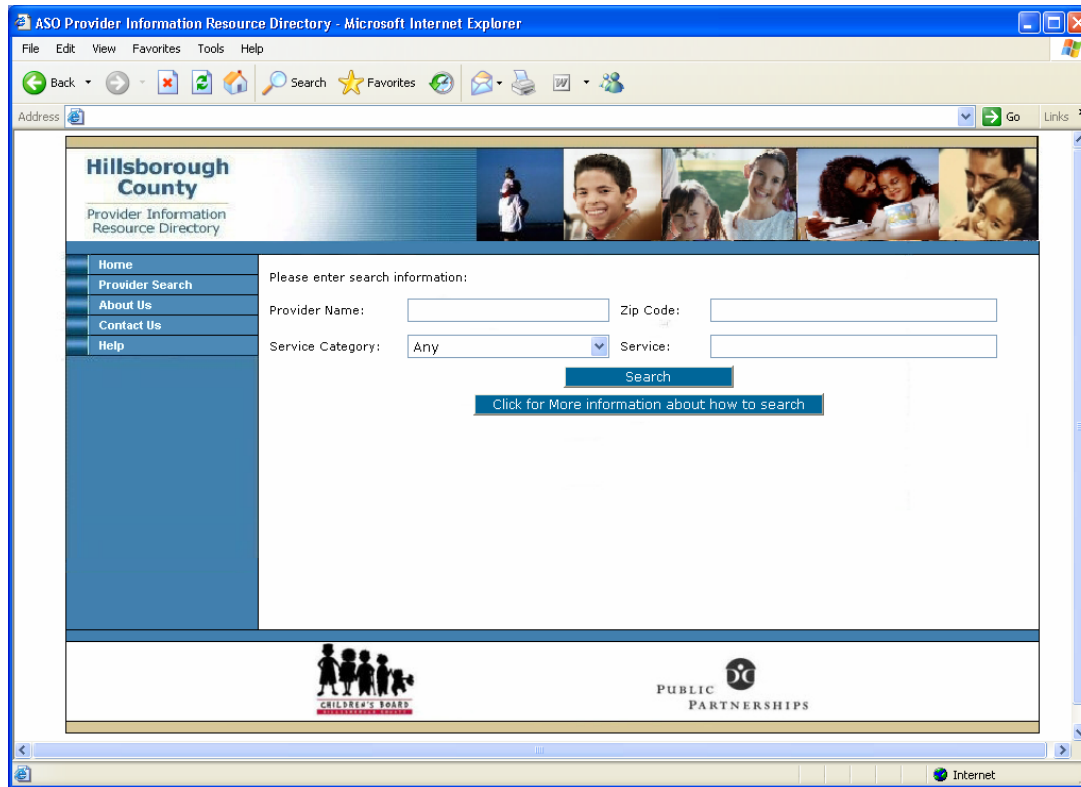 ASO Provider Information Resource Directory - Microsoft Internet Explorer
File Edit View Favorites Tools Help
Back Search Favorites
Address Go Links
Hillsborough
County
Provider Information
Resource Directory
Home
Provider Search
About Us
Contact Us
Help
Please enter search information:
Provider Name: Zip Code:
Service Category: Any Service:
Search
Click for More information about how to search
CHILDREN'S BOARD
HILLSBOROUGH COUNTY
PUBLIC
PARTNERSHIPS
Internet